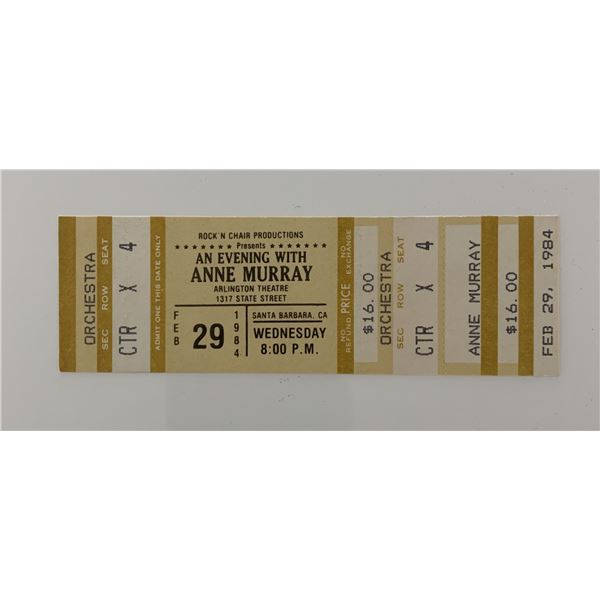 ORCHESTRA
SEC ROW SEAT
CTR X 4
ADMIT ONE THIS DATE ONLY
ROCK'N CHAIR PRODUCTIONS
★★★★★★★ Presents ★★★★★★★
AN EVENING WITH
ANNE MURRAY
ARLINGTON THEATRE
1317 STATE STREET
FEB 29 1984
SANTA BARBARA, CA
WEDNESDAY
8:00 P.M.
NO REFUND
PRICE
NO EXCHANGE
$16.00
ORCHESTRA
SEC ROW SEAT
CTR X 4
ANNE MURRAY
$16.00
FEB 29, 1984